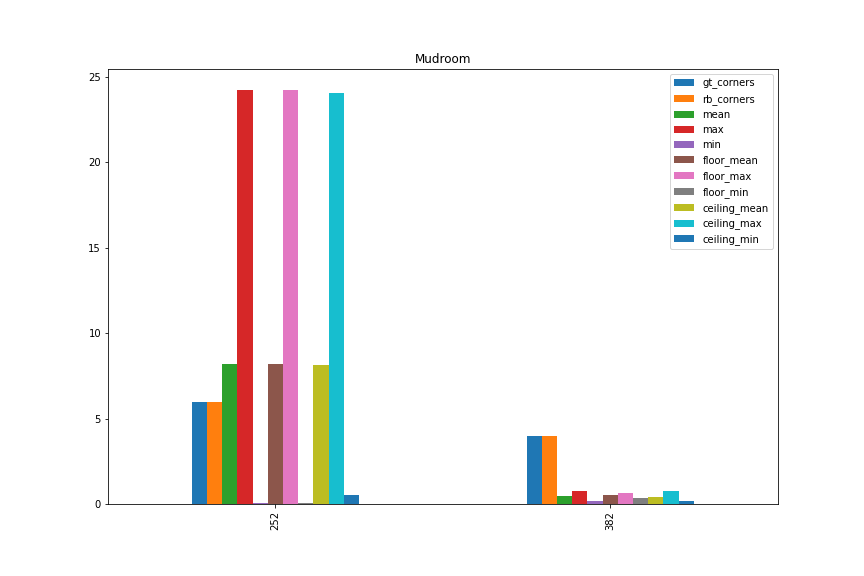 Mudroom
25
20
15
10
5
0
252
382
gt_corners
rb_corners
mean
max
min
floor_mean
floor_max
floor_min
ceiling_mean
ceiling_max
ceiling_min